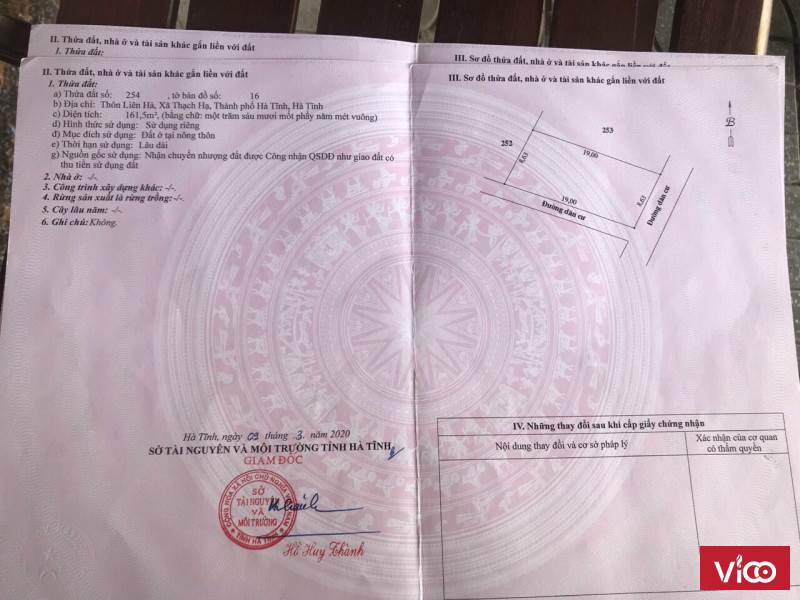 II. Thửa đất, nhà ở và tài sản khác gắn liền với đất
1. Thửa đất:
III. Sơ đồ thửa đất, nhà ở và tài sản khác gắn liền với đất
II. Thửa đất, nhà ở và tài sản khác gắn liền với đất
1. Thửa đất:
a) Thửa đất số: 254 , tờ bản đồ số: 16
b) Địa chỉ: Thôn Liên Hà, Xã Thạch Hạ, Thành phố Hà Tĩnh, Hà Tĩnh
c) Diện tích: 161,5m², (bằng chữ: một trăm sáu mươi mốt phẩy năm mét vuông)
d) Hình thức sử dụng: Sử dụng riêng
đ) Mục đích sử dụng: Đất ở tại nông thôn
e) Thời hạn sử dụng: Lâu dài
g) Nguồn gốc sử dụng: Nhận chuyển nhượng đất được Công nhận QSDĐ như giao đất có
thu tiền sử dụng đất
2. Nhà ở: -/-.
3. Công trình xây dựng khác: -/-.
4. Rừng sản xuất là rừng trồng:-/-.
5. Cây lâu năm: -/-.
6. Ghi chú: Không.
Hà Tĩnh, ngày 09 tháng 3 năm 2020
SỞ TÀI NGUYÊN VÀ MÔI TRƯỜNG TỈNH HÀ TĨNH
GIÁM ĐỐC
CỘNG HÒA XÃ HỘI CHỦ NGHĨA VIỆT NAM
SỞ
TÀI NGUYÊN
VÀ
MÔI TRƯỜNG
TỈNH HÀ TĨNH
Hồ Huy Thành
III. Sơ đồ thửa đất, nhà ở và tài sản khác gắn liền với đất
B
253
252
19,00
8,63
8,63
19,00
Đường dân cư
Đường dân cư
IV. Những thay đổi sau khi cấp giấy chứng nhận
Nội dung thay đổi và cơ sở pháp lý
Xác nhận của cơ quan
có thẩm quyền
ViCO